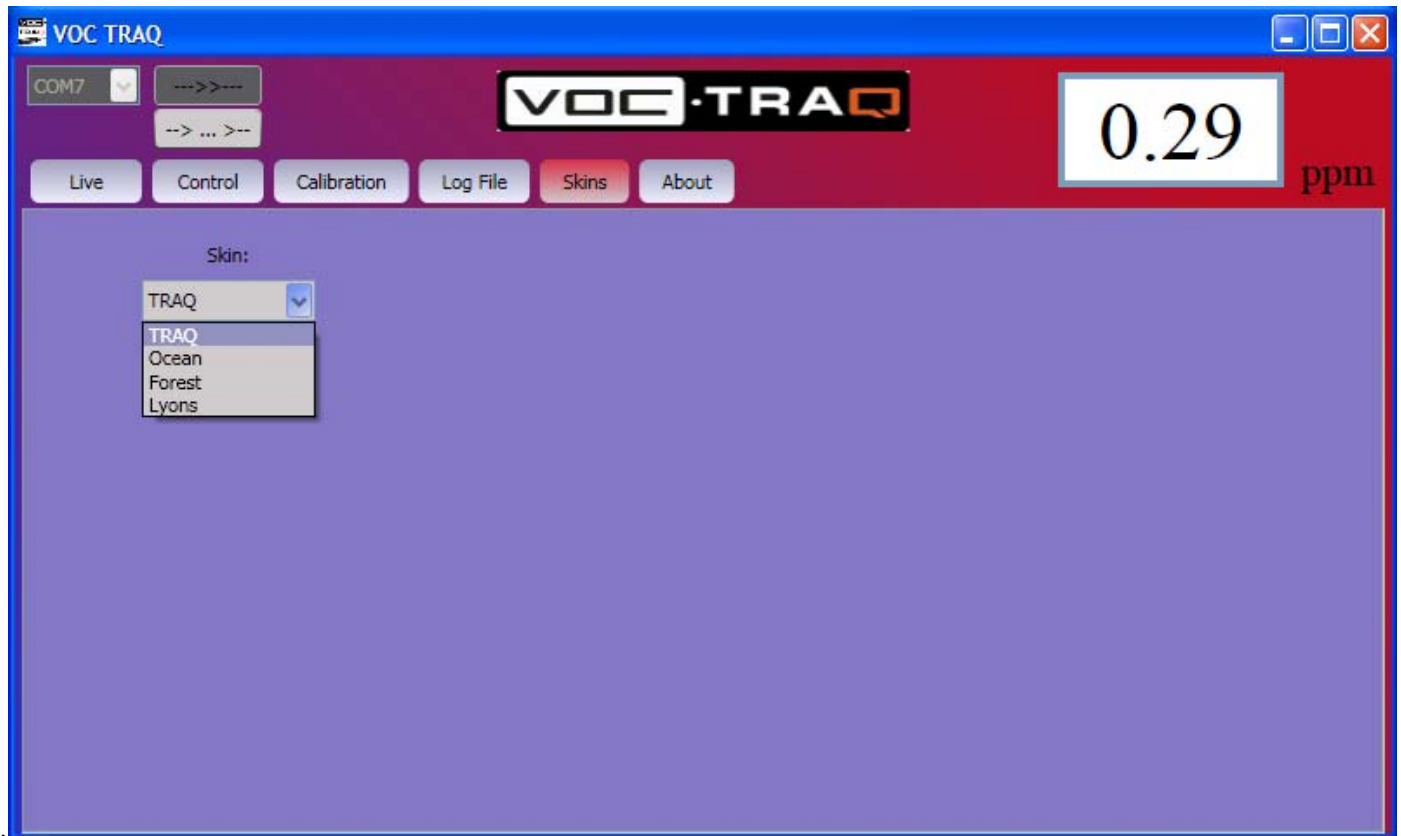 VOC TRAQ
COM7
--->>---
--> ... >--
VOC·TRAQ
0.29
ppm
Live Control Calibration Log File Skins About
Skin:
TRAQ
TRAQ
Ocean
Forest
Lyons